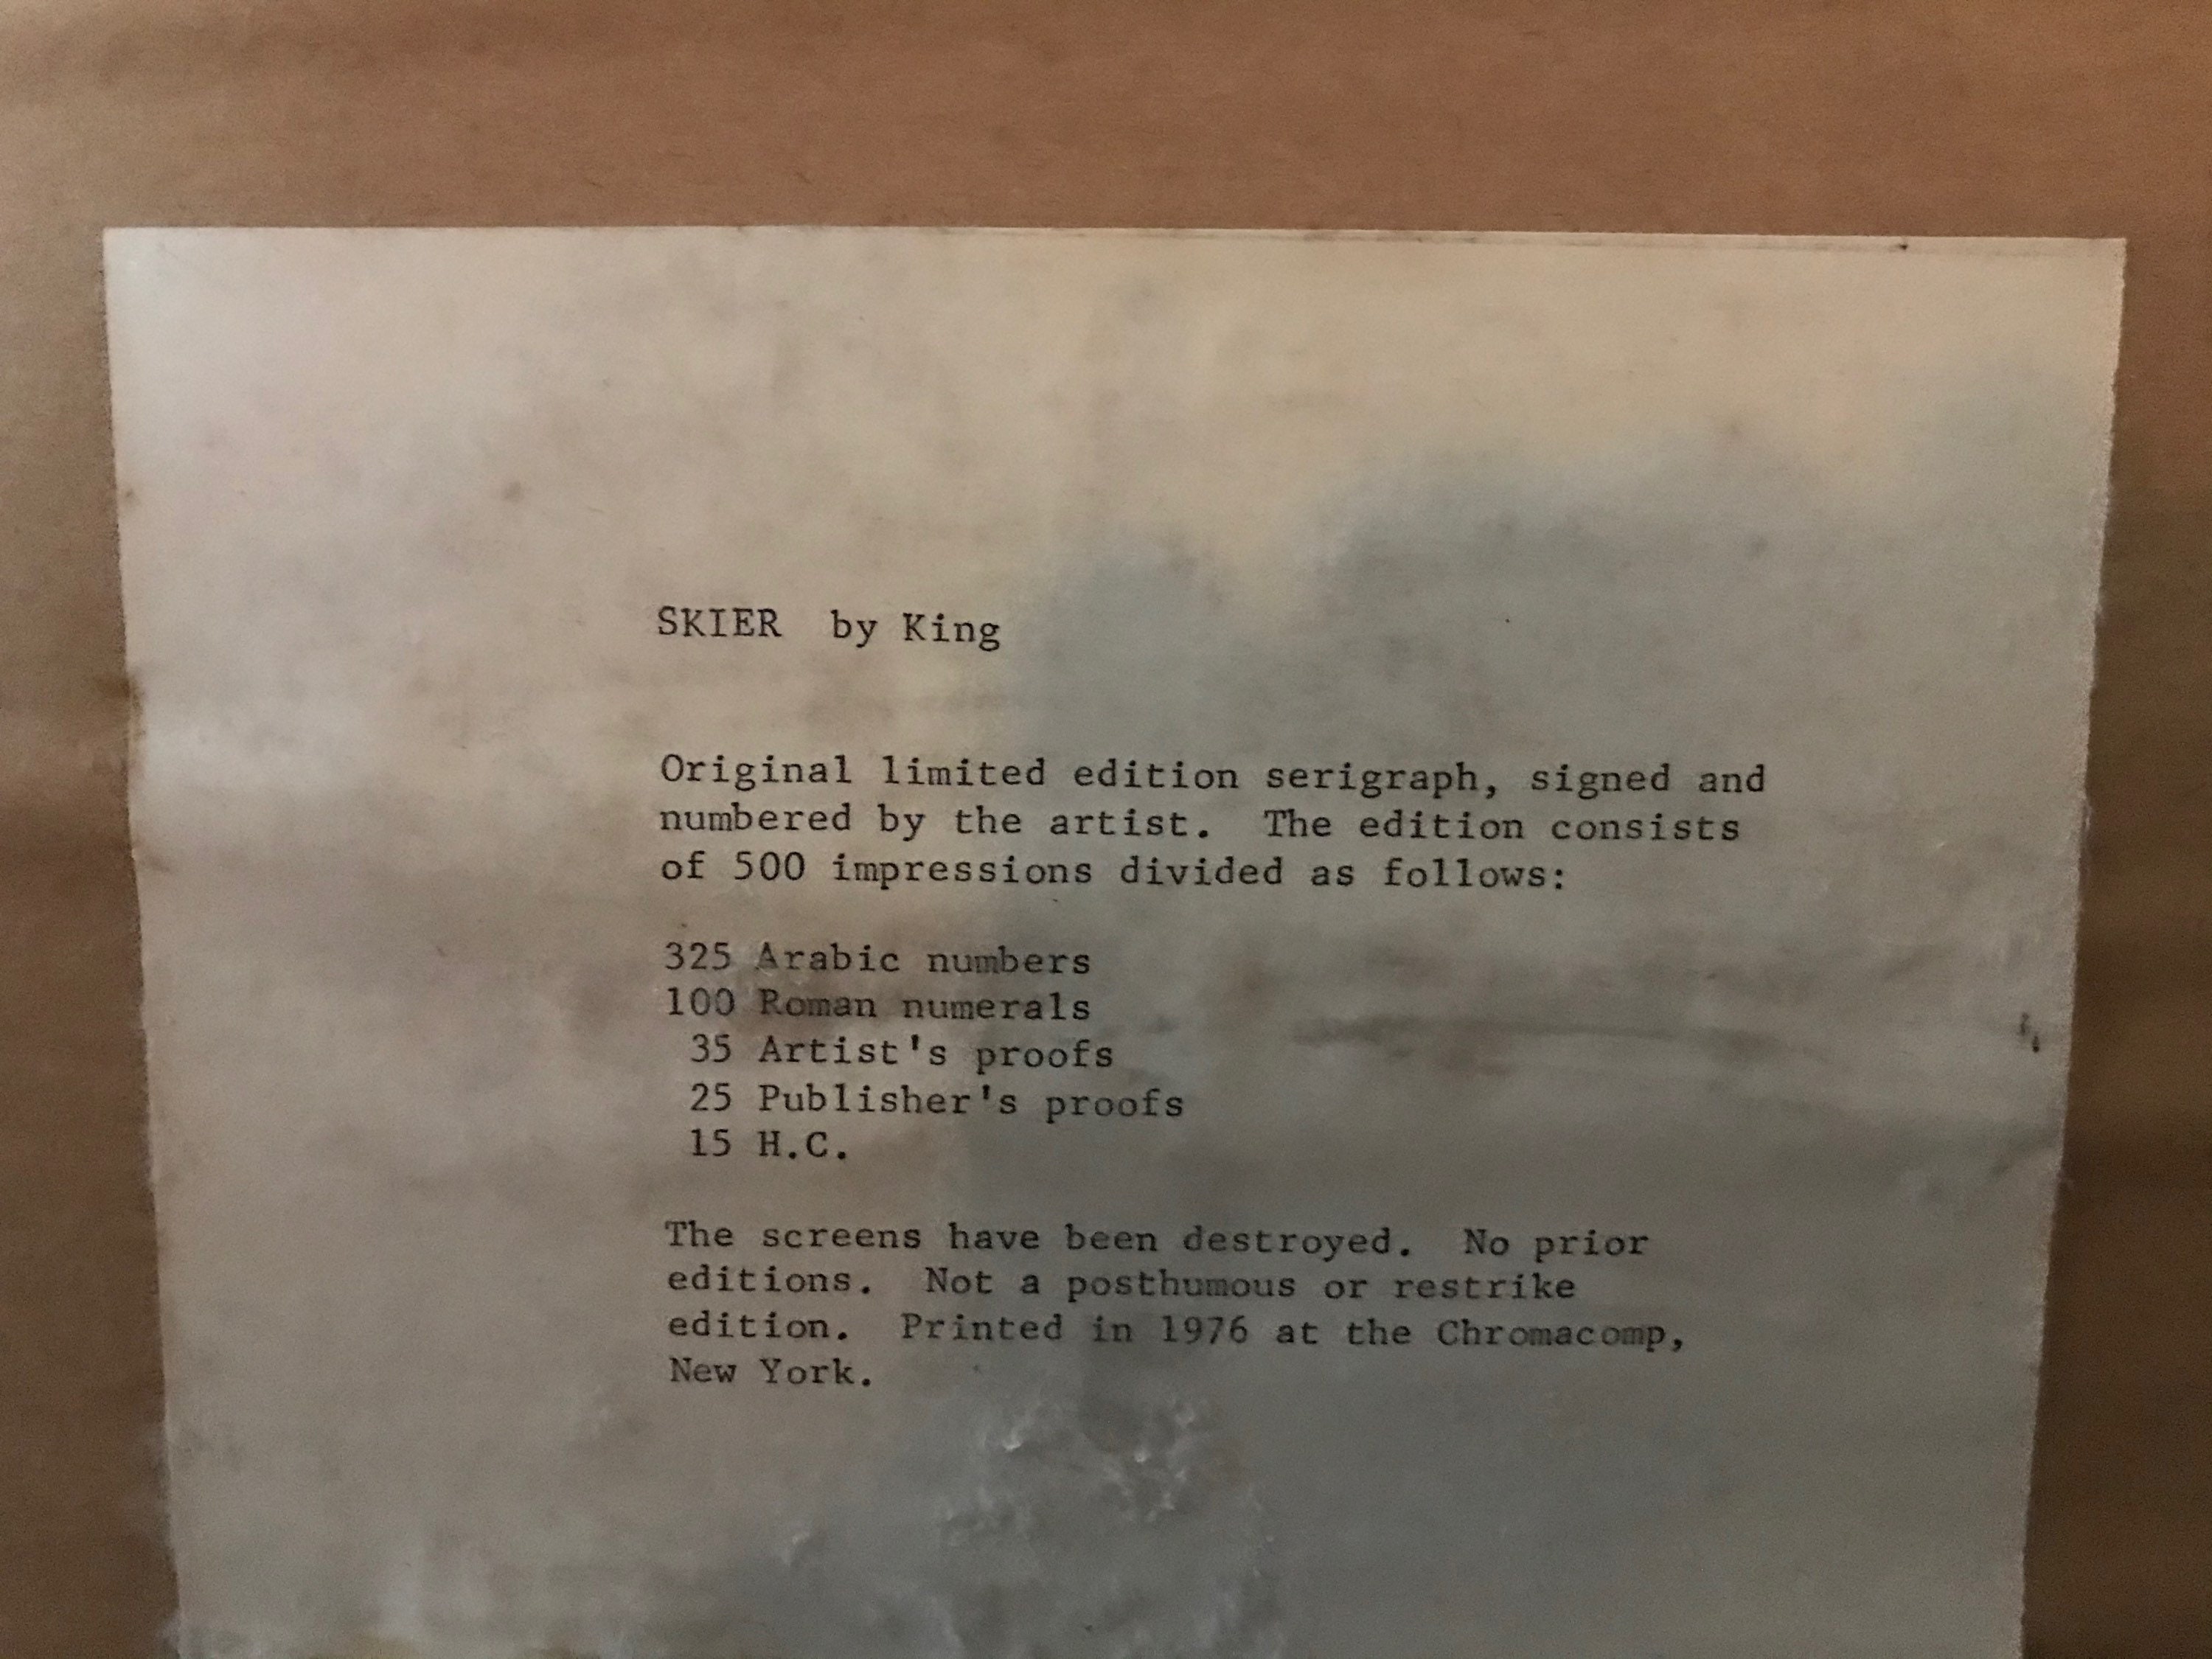 SKIER  by King
Original limited edition serigraph, signed and
numbered by the artist.  The edition consists
of 500 impressions divided as follows:
325 Arabic numbers
100 Roman numerals
35 Artist's proofs
25 Publisher's proofs
15 H.C.
The screens have been destroyed.  No prior
editions.  Not a posthumous or restrike
edition.  Printed in 1976 at the Chromacomp,
New York.